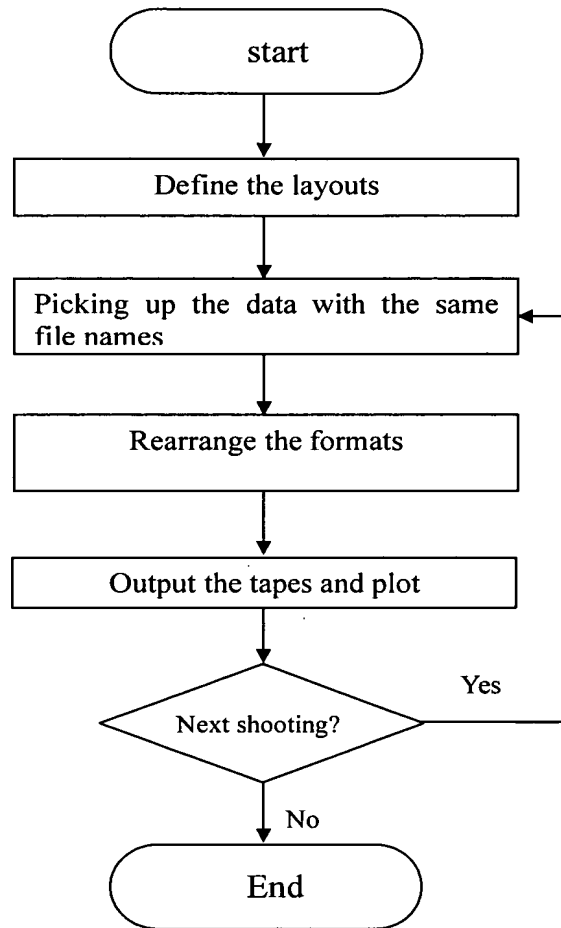 start
Define the layouts
Picking up the data with the same
file names
Rearrange the formats
Output the tapes and plot
Next shooting?
Yes
No
End